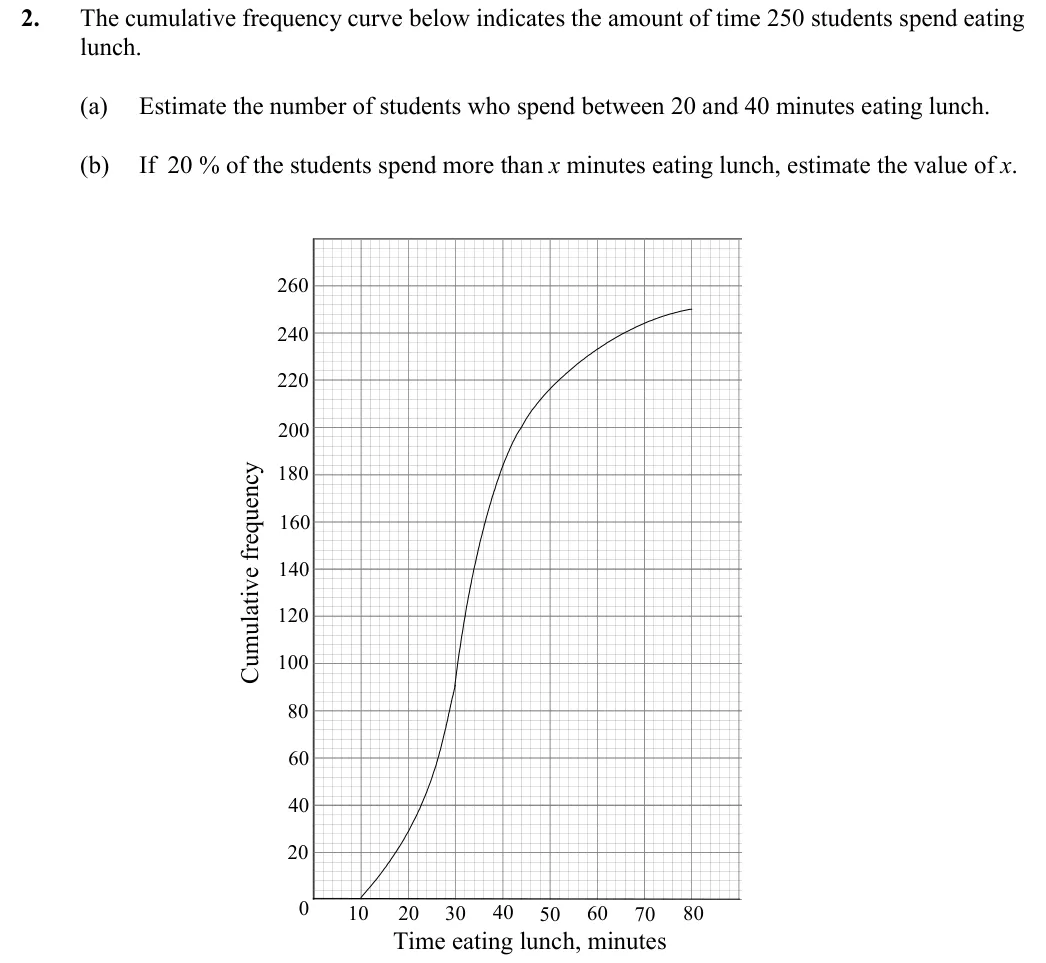 2. The cumulative frequency curve below indicates the amount of time 250 students spend eating
lunch.
(a) Estimate the number of students who spend between 20 and 40 minutes eating lunch.
(b) If 20 % of the students spend more than x minutes eating lunch, estimate the value of x.
260
240
220
200
180
160
140
120
100
80
60
40
20
0
Cumulative frequency
10 20 30 40 50 60 70 80
Time eating lunch, minutes